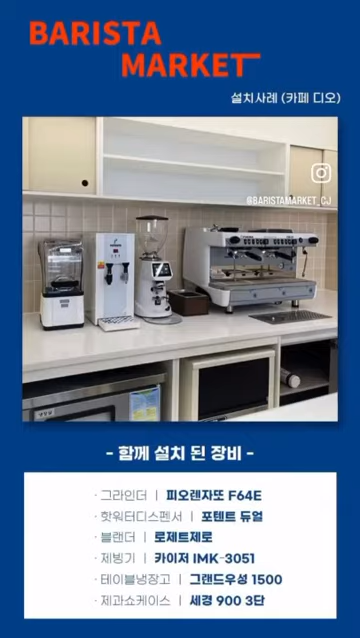 BARISTA
MARKET
설치사례 (카페 디오)
@BARISTAMARKET_CJ
- 함께 설치 된 장비 -
· 그라인더 | 피오렌자또 F64E
· 핫워터디스펜서 | 포텐트 듀얼
· 블랜더 | 로제트제로
· 제빙기 | 카이저 IMK-3051
· 테이블냉장고 | 그랜드우성 1500
· 제과쇼케이스 | 세경 900 3단